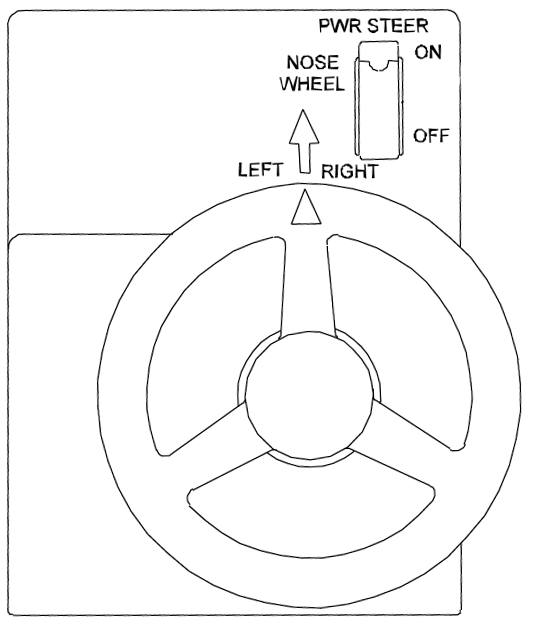 PWR STEER
ON
NOSE
WHEEL
OFF
LEFT
RIGHT